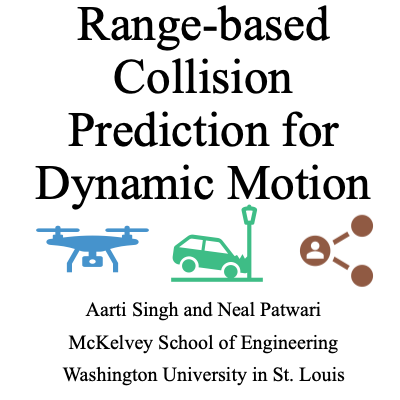 Range-based
Collision
Prediction for
Dynamic Motion
Aarti Singh and Neal Patwari
McKelvey School of Engineering
Washington University in St. Louis